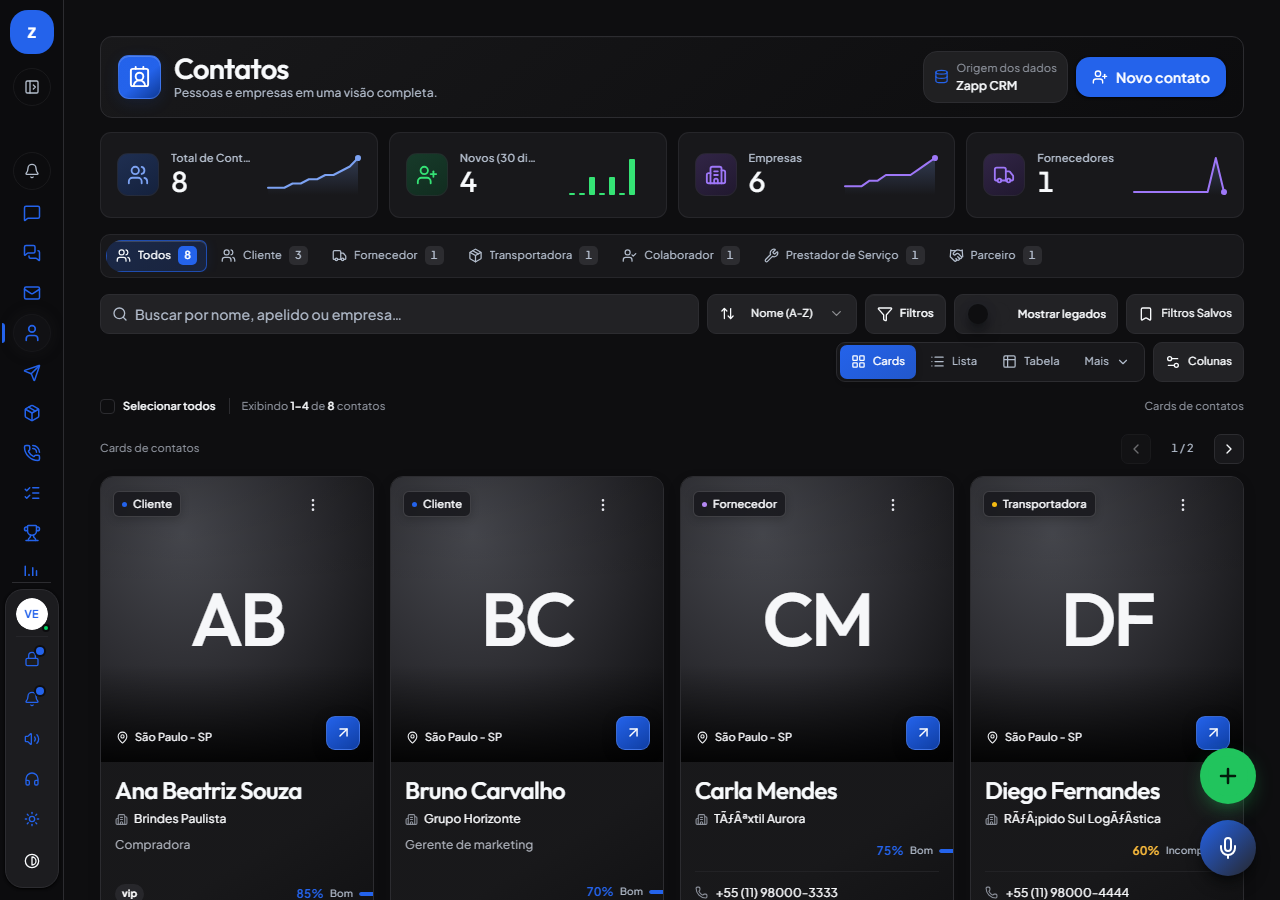 z
Contatos
Pessoas e empresas em uma visão completa.
Origem dos dados
Zapp CRM
Novo contato
Total de Cont...
8
Novos (30 di...
4
Empresas
6
Fornecedores
1
Todos 8
Cliente 3
Fornecedor 1
Transportadora 1
Colaborador 1
Prestador de Serviço 1
Parceiro 1
Buscar por nome, apelido ou empresa...
Nome (A-Z)
Filtros
Mostrar legados
Filtros Salvos
Cards
Lista
Tabela
Mais
Colunas
Selecionar todos
Exibindo 1–4 de 8 contatos
Cards de contatos
Cards de contatos
1 / 2
Cliente
Cliente
Fornecedor
Transportadora
AB
BC
CM
DF
São Paulo - SP
São Paulo - SP
São Paulo - SP
São Paulo - SP
Ana Beatriz Souza
Brindes Paulista
Compradora
vip
85% Bom
Bruno Carvalho
Grupo Horizonte
Gerente de marketing
70% Bom
Carla Mendes
TÃƒÂªxtil Aurora
75% Bom
+55 (11) 98000-3333
Diego Fernandes
RÃƒÂ¡pido Sul LogÃƒÂ­stica
60%
+55 (11) 98000-4444
VE